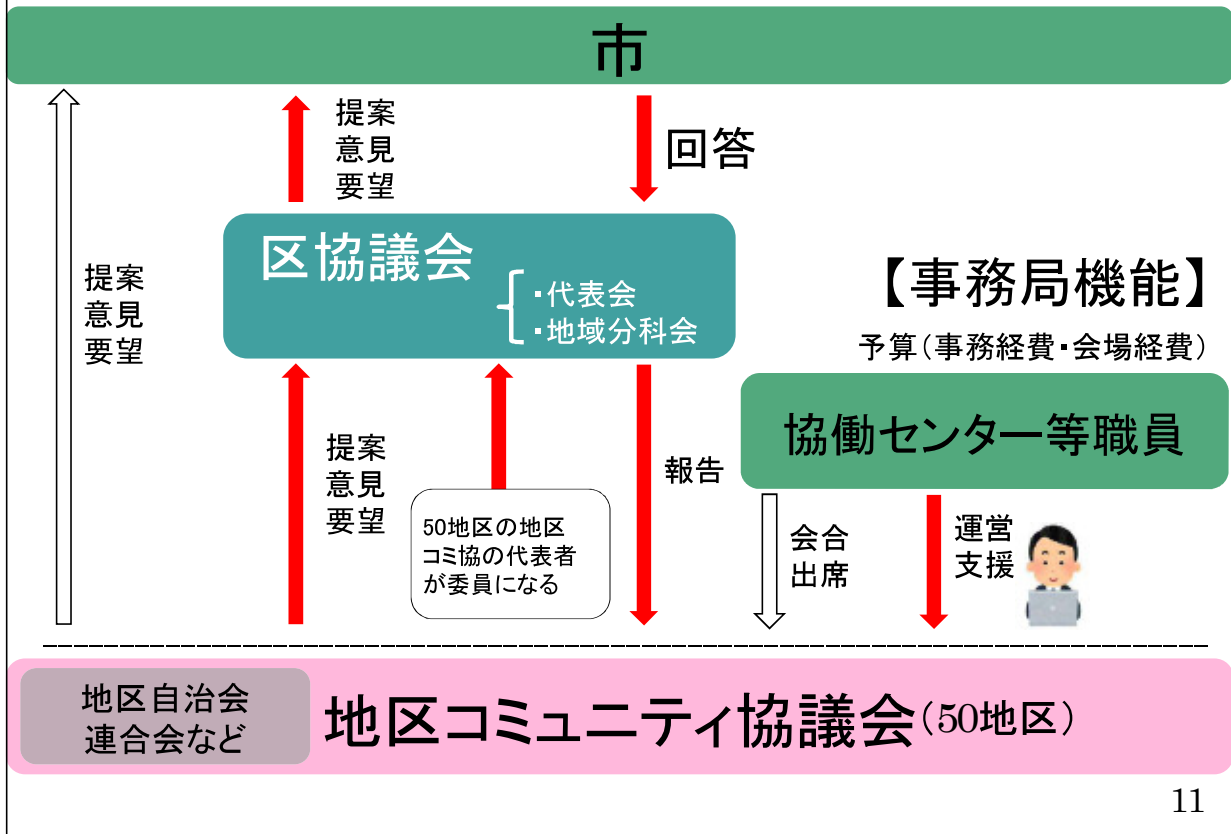 市
提案
意見
要望
回答
提案
意見
要望
区協議会
・代表会
・地域分科会
【事務局機能】
予算（事務経費・会場経費）
協働センター等職員
提案
意見
要望
50地区の地区
コミ協の代表者
が委員になる
報告
会合
出席
運営
支援
地区自治会
連合会など
地区コミュニティ協議会（50地区）
11